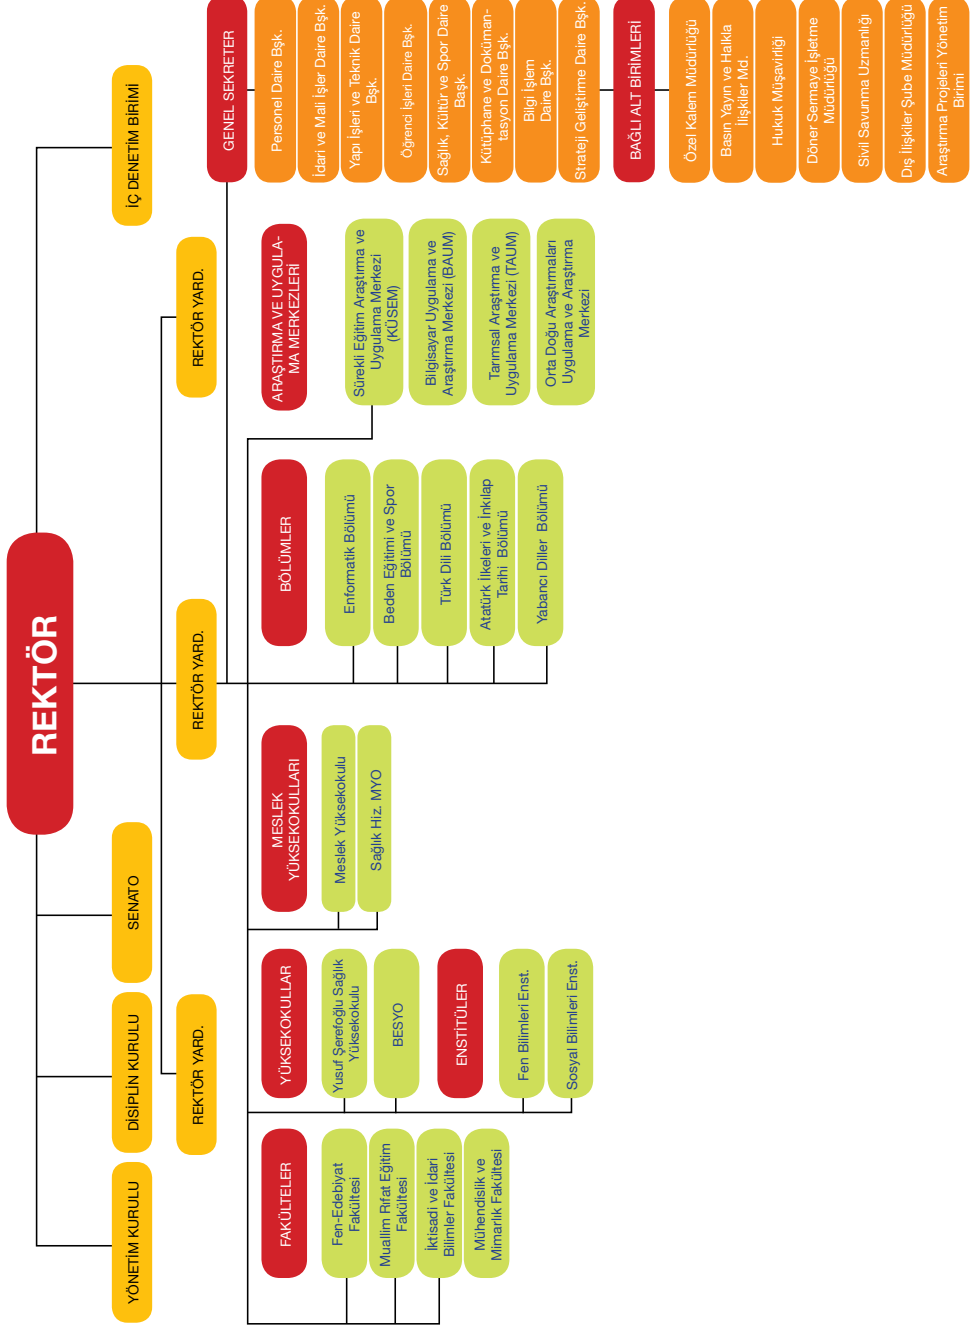 REKTÖR
YÖNETİM KURULU
DİSİPLİN KURULU
SENATO
İÇ DENETİM BİRİMİ
REKTÖR YARD.
REKTÖR YARD.
REKTÖR YARD.
FAKÜLTELER
Fen-Edebiyat
Fakültesi
Muallim Rıfat Eğitim
Fakültesi
İktisadi ve İdari
Bilimler Fakültesi
Mühendislik ve
Mimarlık Fakültesi
YÜKSEKOKULLAR
Yusuf Şerefoğlu Sağlık
Yüksekokulu
BESYO
ENSTİTÜLER
Fen Bilimleri Enst.
Sosyal Bilimleri Enst.
MESLEK
YÜKSEKOKULLARI
Meslek Yüksekokulu
Sağlık Hiz. MYO
BÖLÜMLER
Enformatik Bölümü
Beden Eğitimi ve Spor
Bölümü
Türk Dili Bölümü
Atatürk İlkeleri ve İnkılap
Tarihi Bölümü
Yabancı Diller Bölümü
ARAŞTIRMA VE UYGULA-
MA MERKEZLERİ
Sürekli Eğitim Araştırma ve
Uygulama Merkezi
(KÜSEM)
Bilgisayar Uygulama ve
Araştırma Merkezi (BAUM)
Tarımsal Araştırma ve
Uygulama Merkezi (TAUM)
Orta Doğu Araştırmaları
Uygulama ve Araştırma
Merkezi
GENEL SEKRETER
Personel Daire Bşk.
İdari ve Mali İşler Daire Bşk.
Yapı İşleri ve Teknik Daire
Bşk.
Öğrenci İşleri Daire Bşk.
Sağlık, Kültür ve Spor Daire
Başk.
Kütüphane ve Doküman-
tasyon Daire Bşk.
Bilgi İşlem
Daire Bşk.
Strateji Geliştirme Daire Bşk.
BAĞLI ALT BİRİMLERİ
Özel Kalem Müdürlüğü
Basın Yayın ve Halkla
İlişkiler Md.
Hukuk Müşavirliği
Döner Sermaye İşletme
Müdürlüğü
Sivil Savunma Uzmanlığı
Dış İlişkiler Şube Müdürlüğü
Araştırma Projeleri Yönetim
Birimi